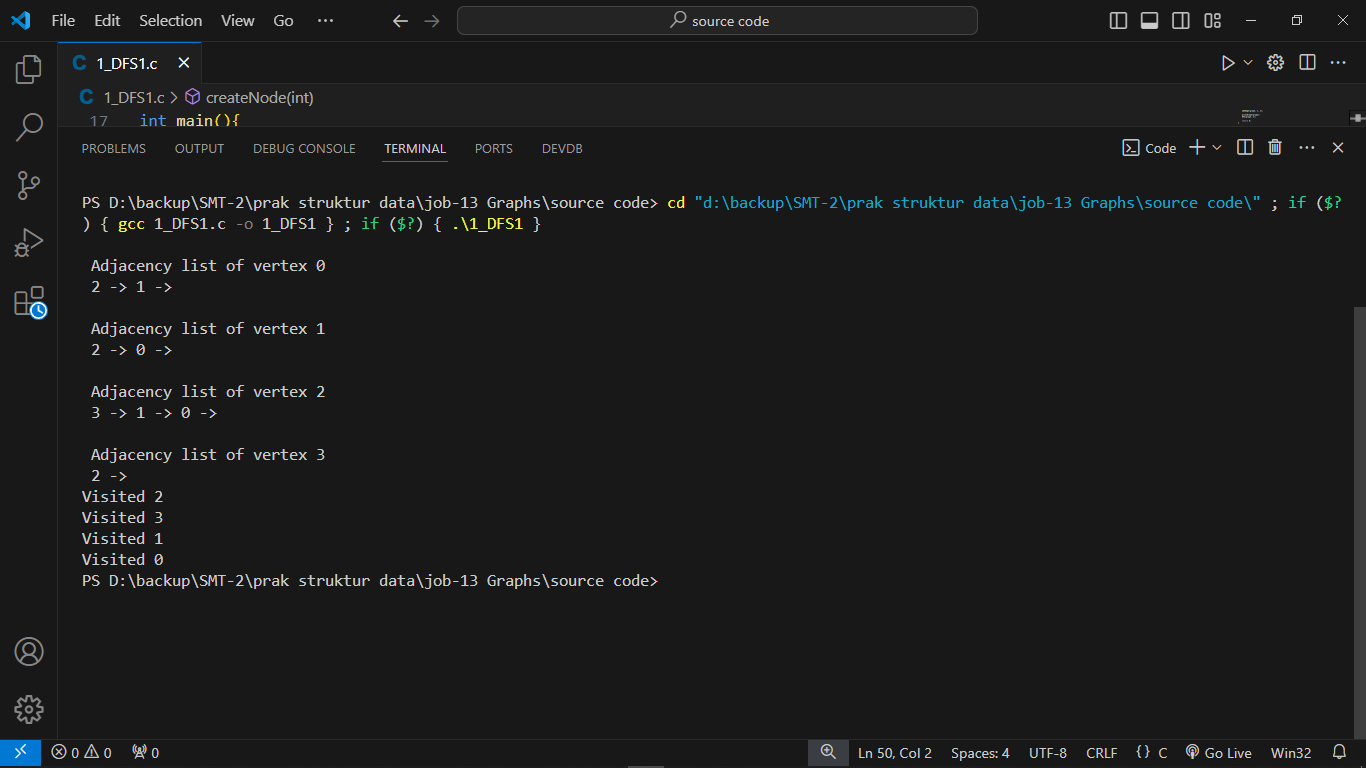 File Edit Selection View Go ··· source code
1_DFS1.c
1_DFS1.c > createNode(int)
17 int main(){
PROBLEMS OUTPUT DEBUG CONSOLE TERMINAL PORTS DEVDB Code
PS D:\backup\SMT-2\prak struktur data\job-13 Graphs\source code> cd "d:\backup\SMT-2\prak struktur data\job-13 Graphs\source code\" ; if ($?
) { gcc 1_DFS1.c -o 1_DFS1 } ; if ($?) { .\1_DFS1 }
Adjacency list of vertex 0
2 -> 1 ->
Adjacency list of vertex 1
2 -> 0 ->
Adjacency list of vertex 2
3 -> 1 -> 0 ->
Adjacency list of vertex 3
2 ->
Visited 2
Visited 3
Visited 1
Visited 0
PS D:\backup\SMT-2\prak struktur data\job-13 Graphs\source code>
0 0 0 Ln 50, Col 2 Spaces: 4 UTF-8 CRLF {} C Go Live Win32